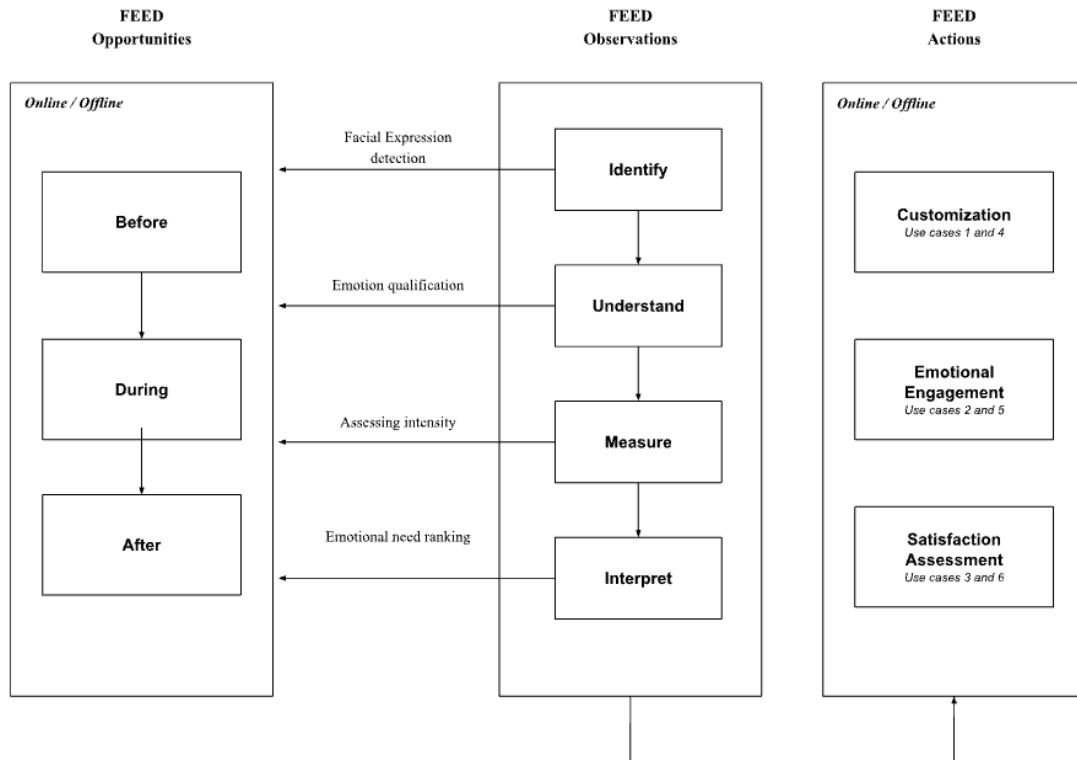 FEED
Opportunities
FEED
Observations
FEED
Actions
Online / Offline
Before
During
After
Facial Expression
detection
Emotion qualification
Assessing intensity
Emotional need ranking
Identify
Understand
Measure
Interpret
Online / Offline
Customization
Use cases 1 and 4
Emotional
Engagement
Use cases 2 and 5
Satisfaction
Assessment
Use cases 3 and 6